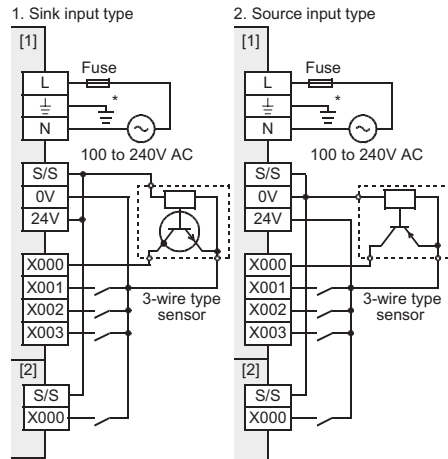 1. Sink input type
[1]
L
Fuse
*
N
100 to 240V AC
S/S
0V
24V
X000
X001
X002
X003
3-wire type
sensor
[2]
S/S
X000
2. Source input type
[1]
L
Fuse
*
N
100 to 240V AC
S/S
0V
24V
X000
X001
X002
X003
3-wire type
sensor
[2]
S/S
X000